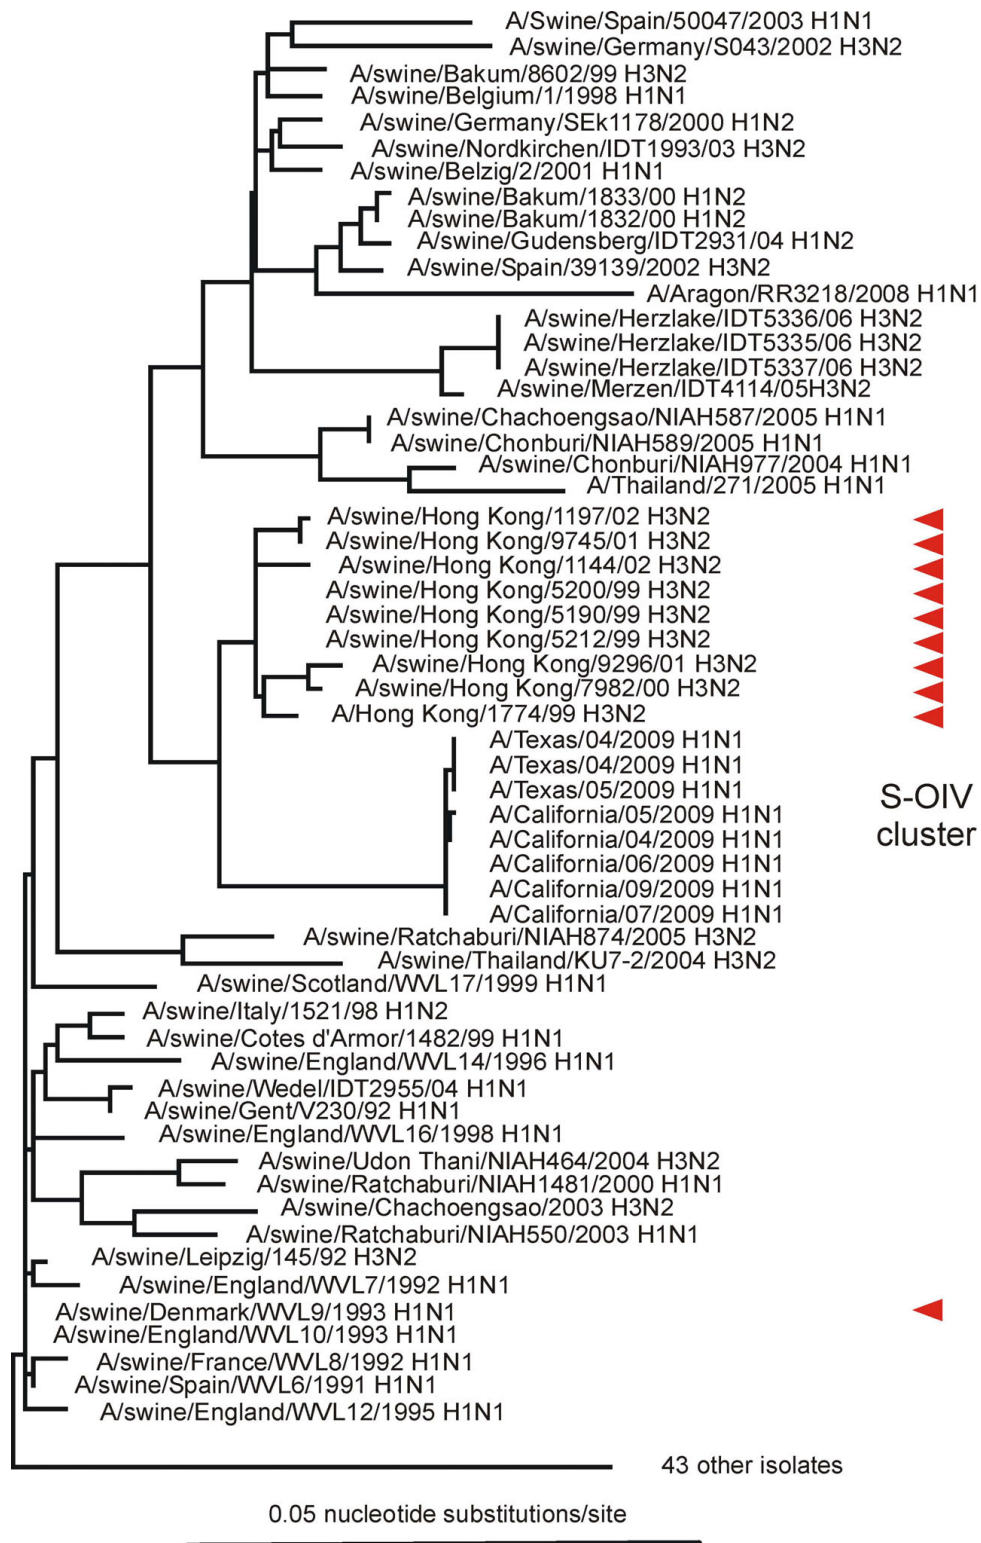 A/Swine/Spain/50047/2003 H1N1
A/swine/Germany/S043/2002 H3N2
A/swine/Bakum/8602/99 H3N2
A/swine/Belgium/1/1998 H1N1
A/swine/Germany/SEk1178/2000 H1N2
A/swine/Nordkirchen/IDT1993/03 H3N2
A/swine/Belzig/2/2001 H1N1
A/swine/Bakum/1833/00 H1N2
A/swine/Bakum/1832/00 H1N2
A/swine/Gudensberg/IDT2931/04 H1N2
A/swine/Spain/39139/2002 H3N2
A/Aragon/RR3218/2008 H1N1
A/swine/Herzlake/IDT5336/06 H3N2
A/swine/Herzlake/IDT5335/06 H3N2
A/swine/Herzlake/IDT5337/06 H3N2
A/swine/Merzen/IDT4114/05H3N2
A/swine/Chachoengsao/NIAH587/2005 H1N1
A/swine/Chonburi/NIAH589/2005 H1N1
A/swine/Chonburi/NIAH977/2004 H1N1
A/Thailand/271/2005 H1N1
A/swine/Hong Kong/1197/02 H3N2
A/swine/Hong Kong/9745/01 H3N2
A/swine/Hong Kong/1144/02 H3N2
A/swine/Hong Kong/5200/99 H3N2
A/swine/Hong Kong/5190/99 H3N2
A/swine/Hong Kong/5212/99 H3N2
A/swine/Hong Kong/9296/01 H3N2
A/swine/Hong Kong/7982/00 H3N2
A/Hong Kong/1774/99 H3N2
A/Texas/04/2009 H1N1
A/Texas/04/2009 H1N1
A/Texas/05/2009 H1N1
A/California/05/2009 H1N1
A/California/04/2009 H1N1
A/California/06/2009 H1N1
A/California/09/2009 H1N1
A/California/07/2009 H1N1
S-OIV
cluster
A/swine/Ratchaburi/NIAH874/2005 H3N2
A/swine/Thailand/KU7-2/2004 H3N2
A/swine/Scotland/WVL17/1999 H1N1
A/swine/Italy/1521/98 H1N2
A/swine/Cotes d'Armor/1482/99 H1N1
A/swine/England/WVL14/1996 H1N1
A/swine/Wedel/IDT2955/04 H1N1
A/swine/Gent/V230/92 H1N1
A/swine/England/WVL16/1998 H1N1
A/swine/Udon Thani/NIAH464/2004 H3N2
A/swine/Ratchaburi/NIAH1481/2000 H1N1
A/swine/Chachoengsao/2003 H3N2
A/swine/Ratchaburi/NIAH550/2003 H1N1
A/swine/Leipzig/145/92 H3N2
A/swine/England/WVL7/1992 H1N1
A/swine/Denmark/WVL9/1993 H1N1
A/swine/England/WVL10/1993 H1N1
A/swine/France/WVL8/1992 H1N1
A/swine/Spain/WVL6/1991 H1N1
A/swine/England/WVL12/1995 H1N1
43 other isolates
0.05 nucleotide substitutions/site